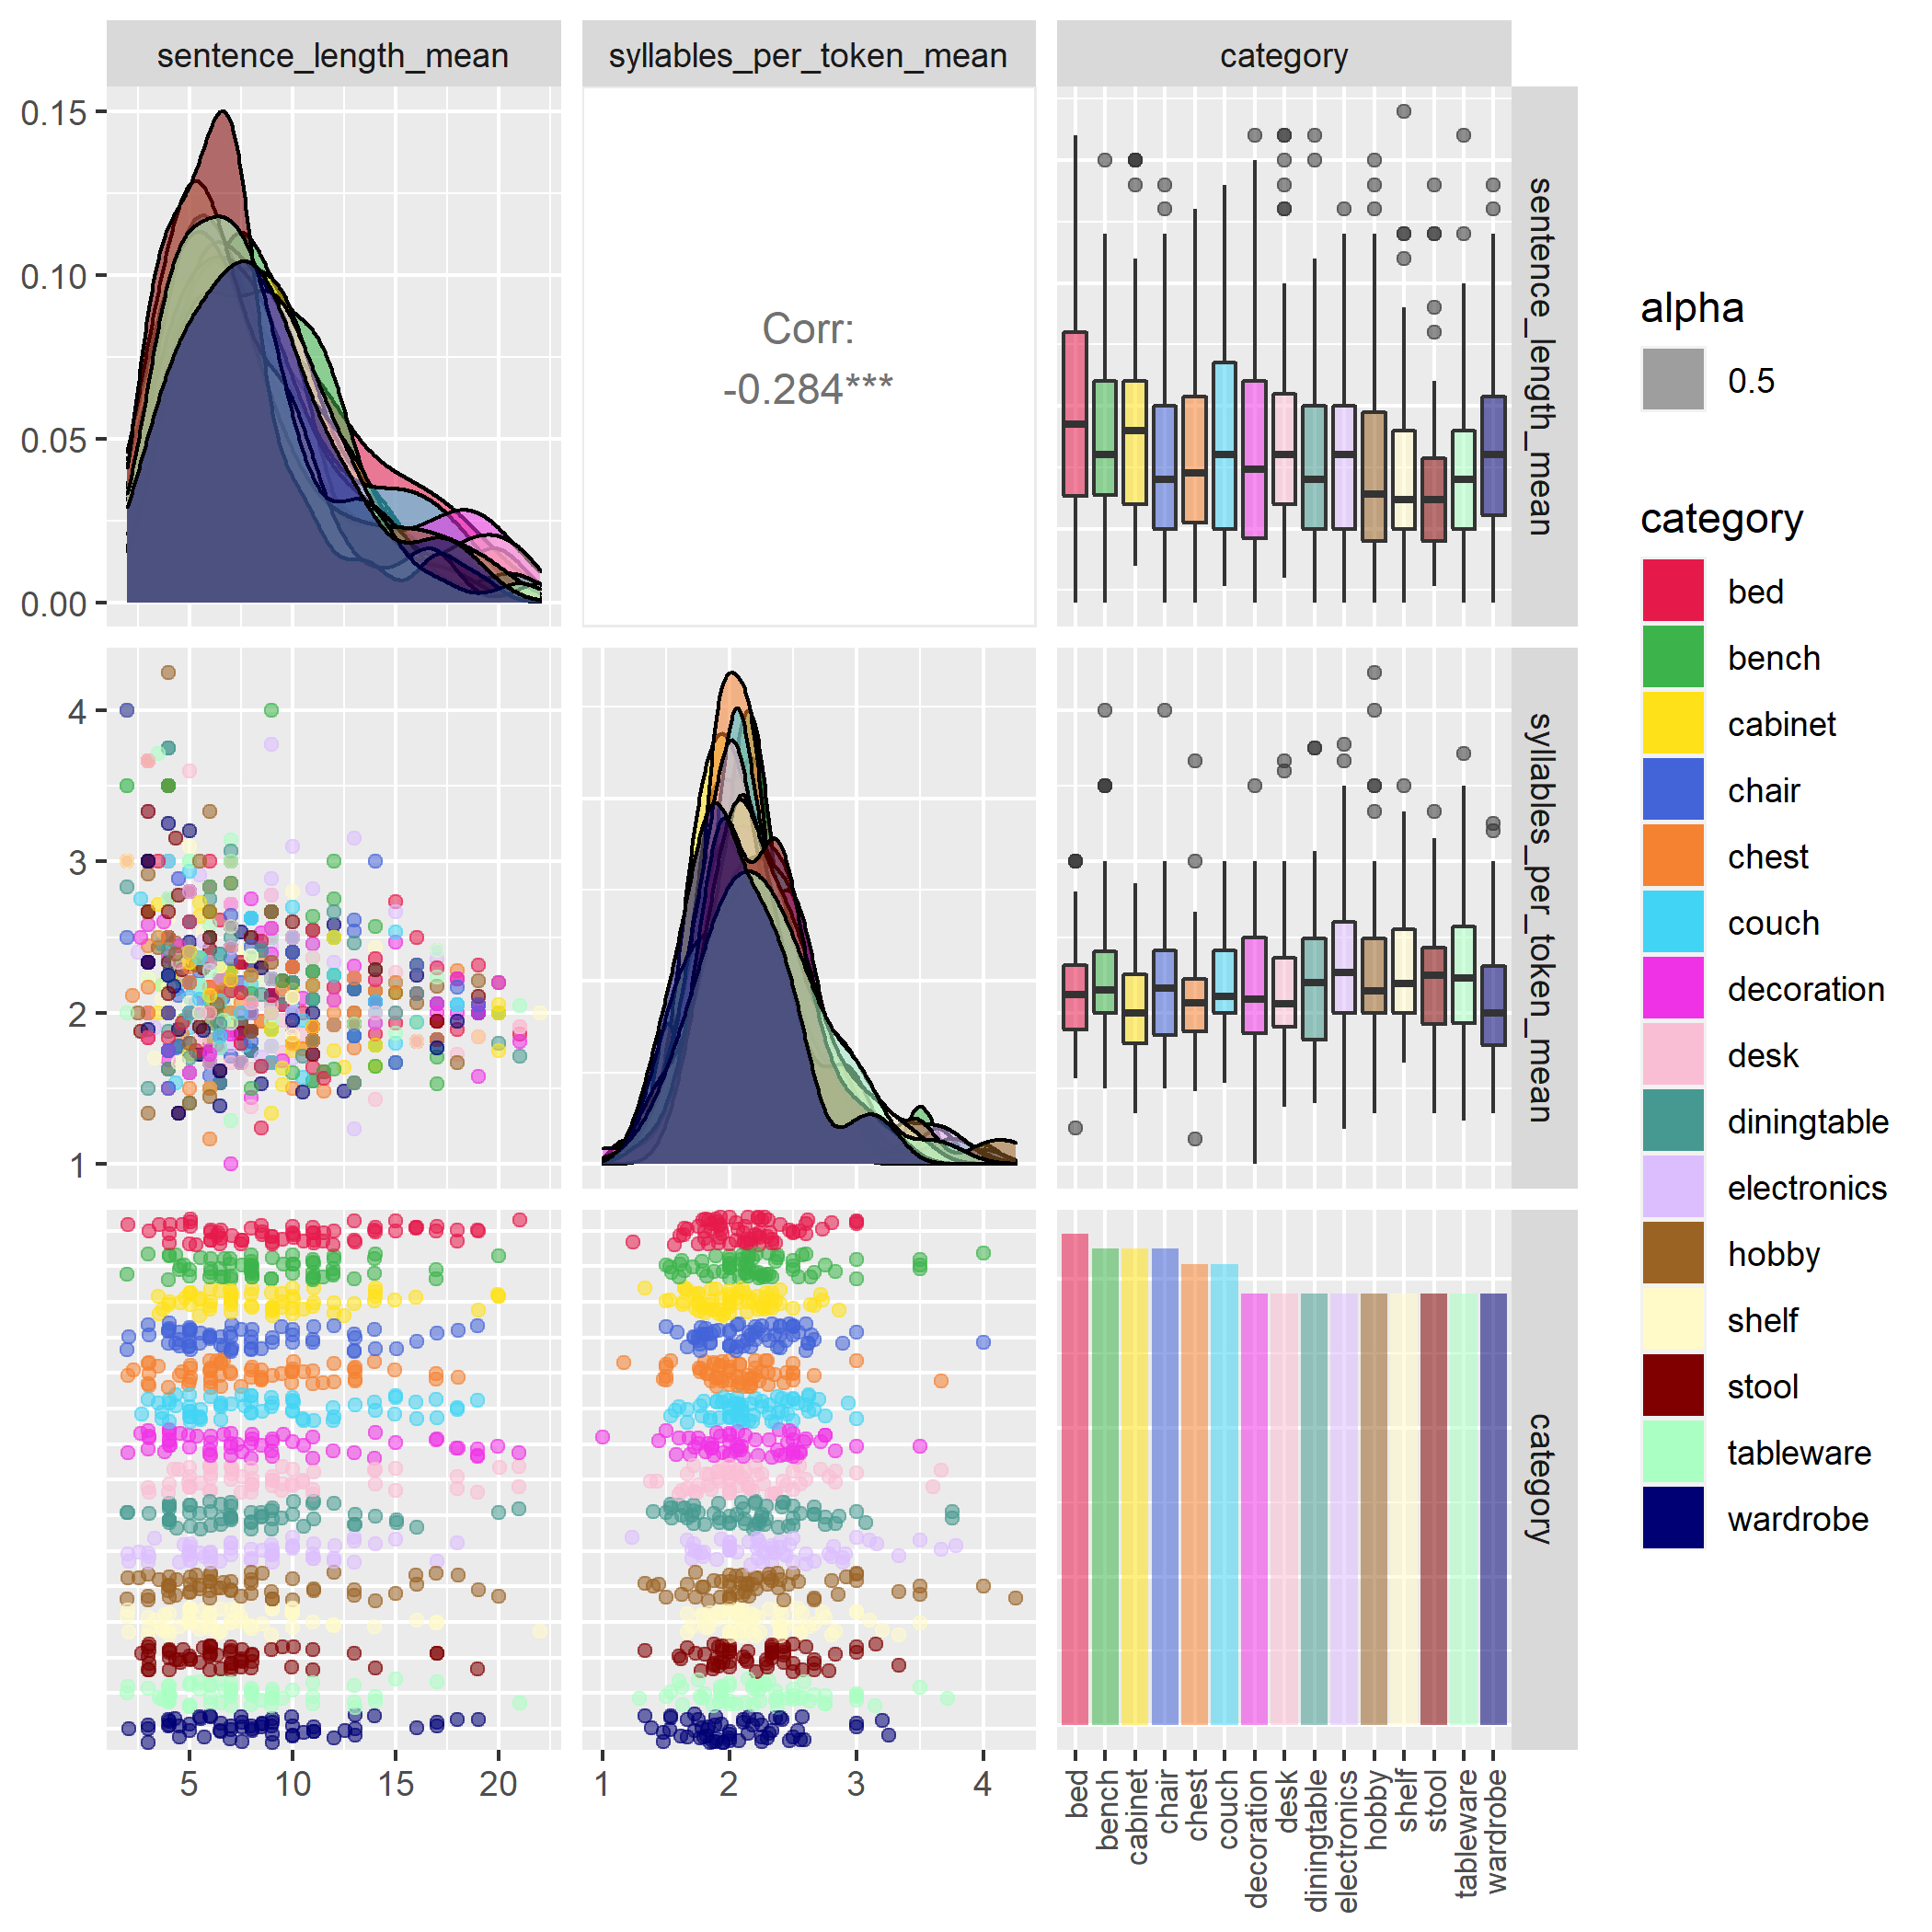 sentence_length_mean
syllables_per_token_mean
category
0.15
0.10
0.05
0.00
Corr:
-0.284***
sentence_length_mean
4
3
2
1
syllables_per_token_mean
category
5
10
15
20
1
2
3
4
bed
bench
cabinet
chair
chest
couch
decoration
desk
diningtable
electronics
hobby
shelf
stool
tableware
wardrobe
alpha
0.5
category
bed
bench
cabinet
chair
chest
couch
decoration
desk
diningtable
electronics
hobby
shelf
stool
tableware
wardrobe